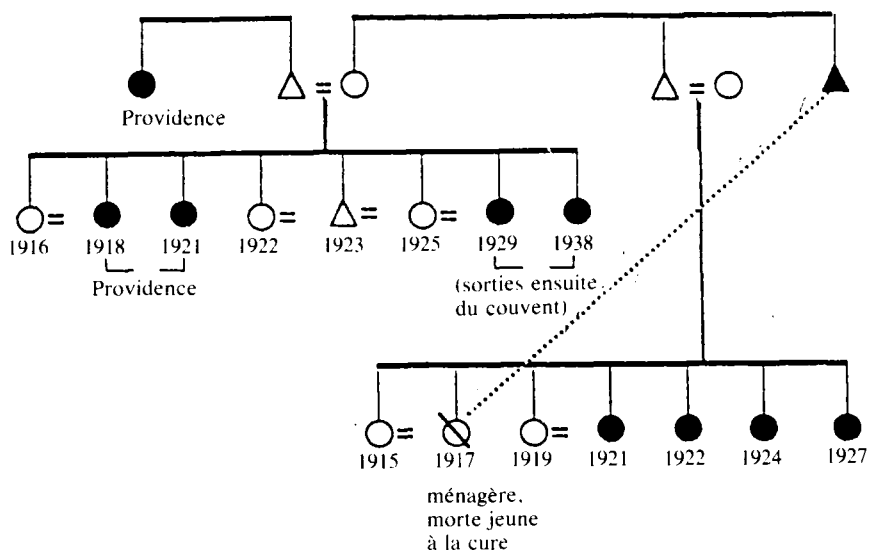 Providence
1916 1918 1921 1922 1923 1925 1929 1938
Providence
(sorties ensuite
du couvent)
1915 1917 1919 1921 1922 1924 1927
ménagère,
morte jeune
à la cure